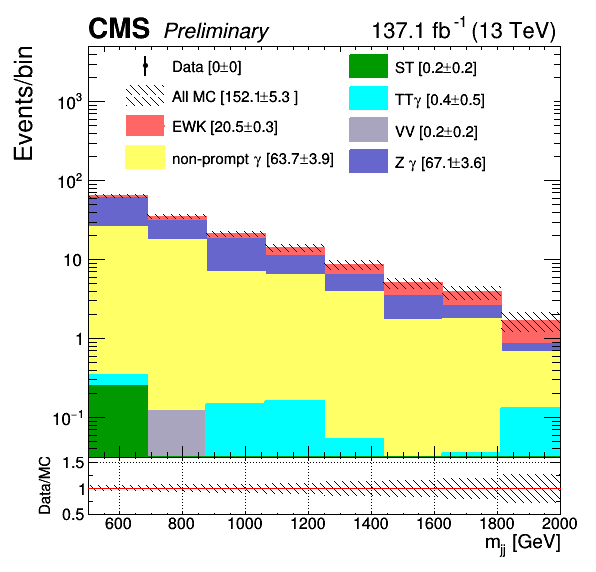 CMS Preliminary 137.1 fb⁻¹ (13 TeV)
Events/bin
Data [0±0]
All MC [152.1±5.3 ]
EWK [20.5±0.3]
non-prompt γ [63.7±3.9]
ST [0.2±0.2]
TTγ [0.4±0.5]
VV [0.2±0.2]
Z γ [67.1±3.6]
10³
10²
10
1
10⁻¹
Data/MC
1.5
1
0.5
600 800 1000 1200 1400 1600 1800 2000
m_jj [GeV]